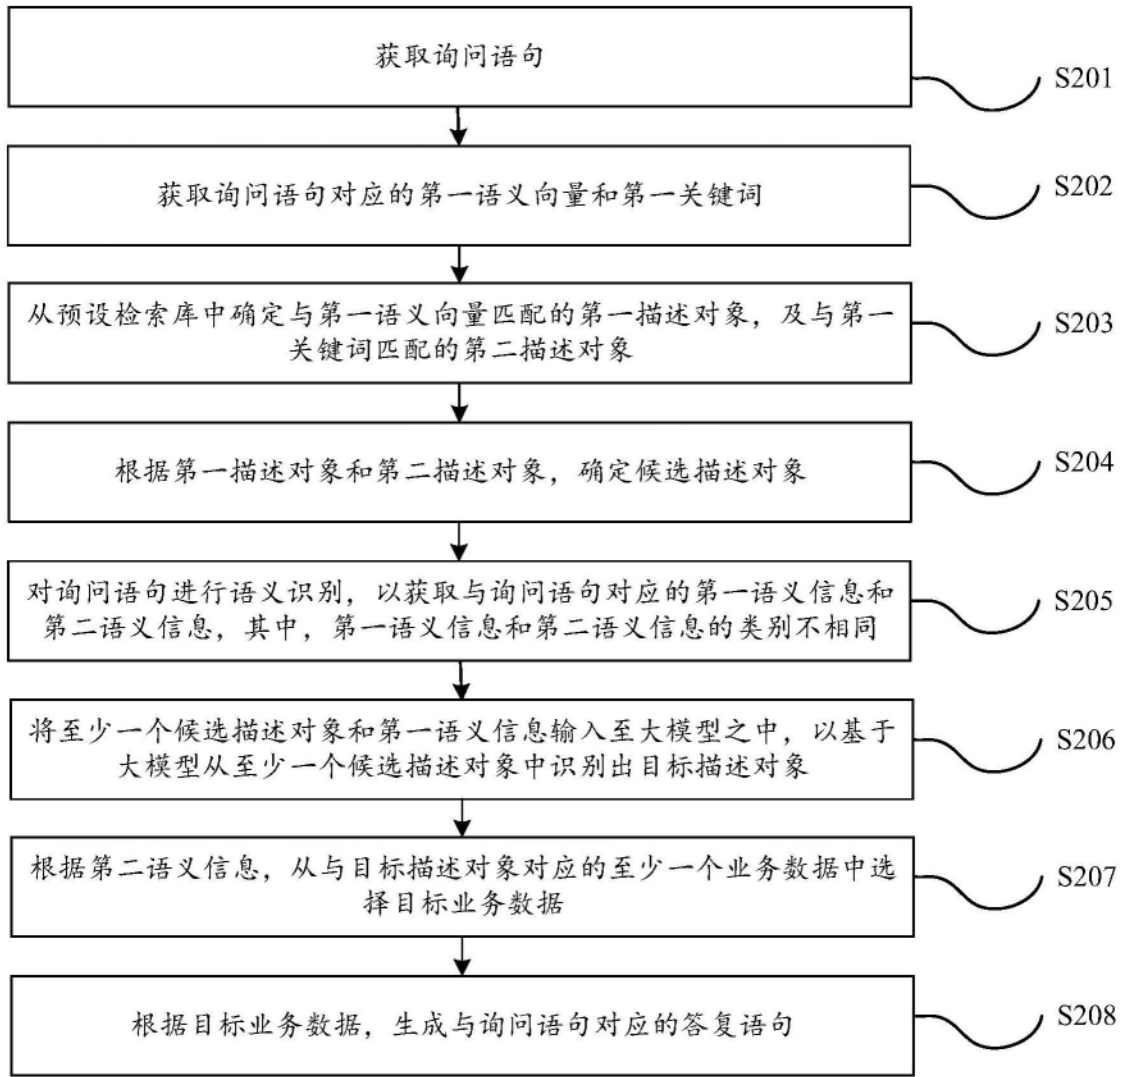 获取询问语句
S201
获取询问语句对应的第一语义向量和第一关键词
S202
从预设检索库中确定与第一语义向量匹配的第一描述对象，及与第一
关键词匹配的第二描述对象
S203
根据第一描述对象和第二描述对象，确定候选描述对象
S204
对询问语句进行语义识别，以获取与询问语句对应的第一语义信息和
第二语义信息，其中，第一语义信息和第二语义信息的类别不相同
S205
将至少一个候选描述对象和第一语义信息输入至大模型之中，以基于
大模型从至少一个候选描述对象中识别出目标描述对象
S206
根据第二语义信息，从与目标描述对象对应的至少一个业务数据中选
择目标业务数据
S207
根据目标业务数据，生成与询问语句对应的答复语句
S208